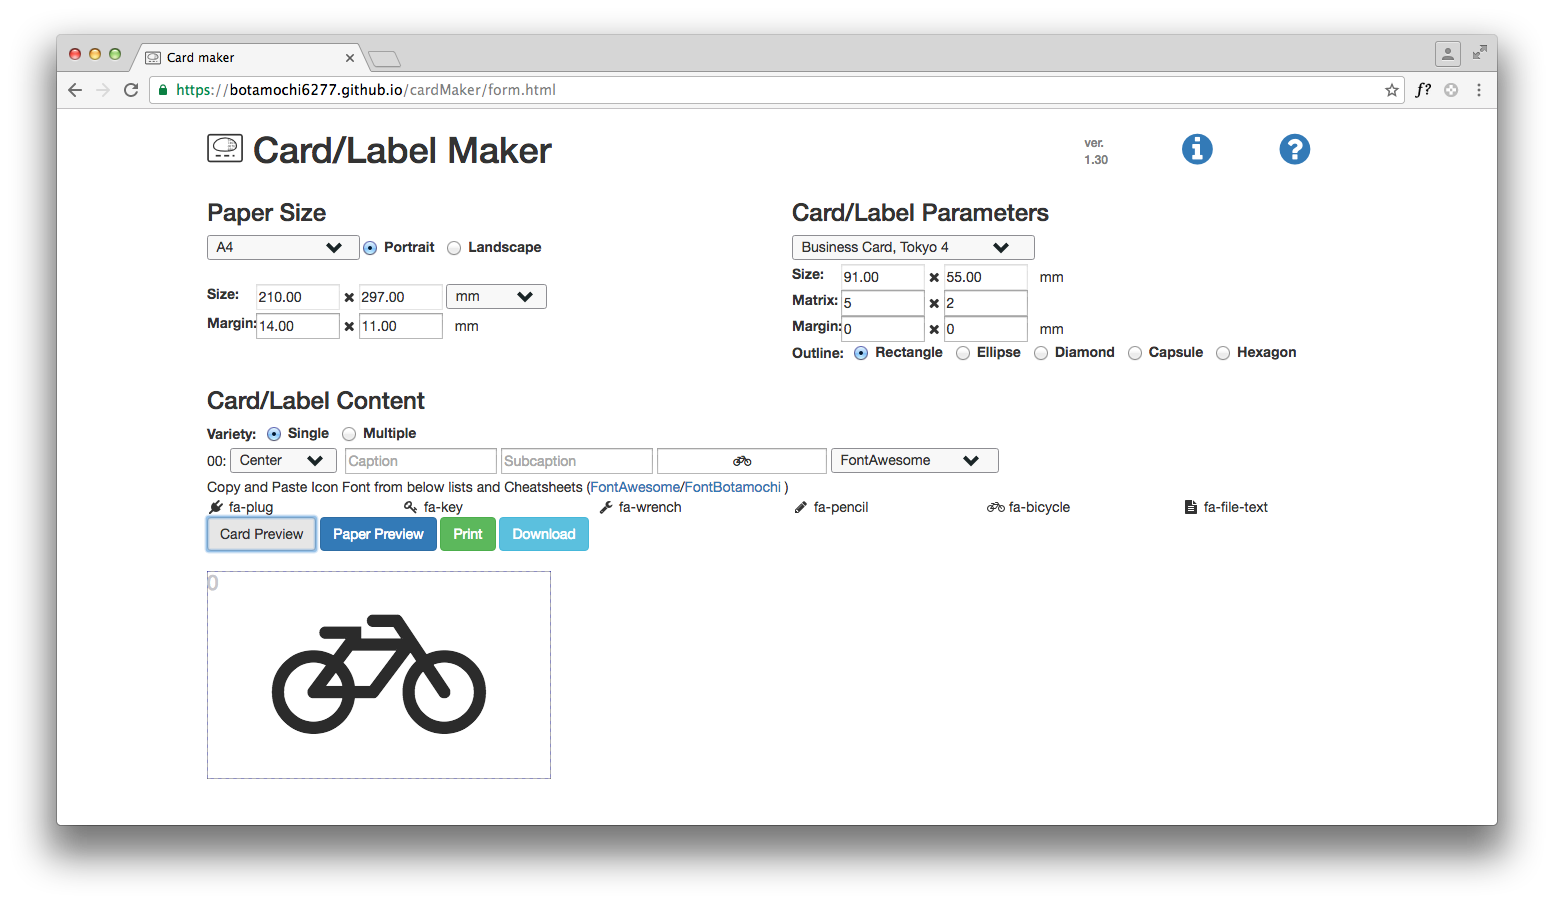 Card maker
https://botamochi6277.github.io/cardMaker/form.html
f?
Card/Label Maker
ver.
1.30
Paper Size
A4 Portrait Landscape
Size: 210.00 × 297.00 mm
Margin: 14.00 × 11.00 mm
Card/Label Parameters
Business Card, Tokyo 4
Size: 91.00 × 55.00 mm
Matrix: 5 × 2
Margin: 0 × 0 mm
Outline: Rectangle Ellipse Diamond Capsule Hexagon
Card/Label Content
Variety: Single Multiple
00: Center Caption Subcaption FontAwesome
Copy and Paste Icon Font from below lists and Cheatsheets (FontAwesome/FontBotamochi )
fa-plug fa-key fa-wrench fa-pencil fa-bicycle fa-file-text
Card Preview Paper Preview Print Download
0